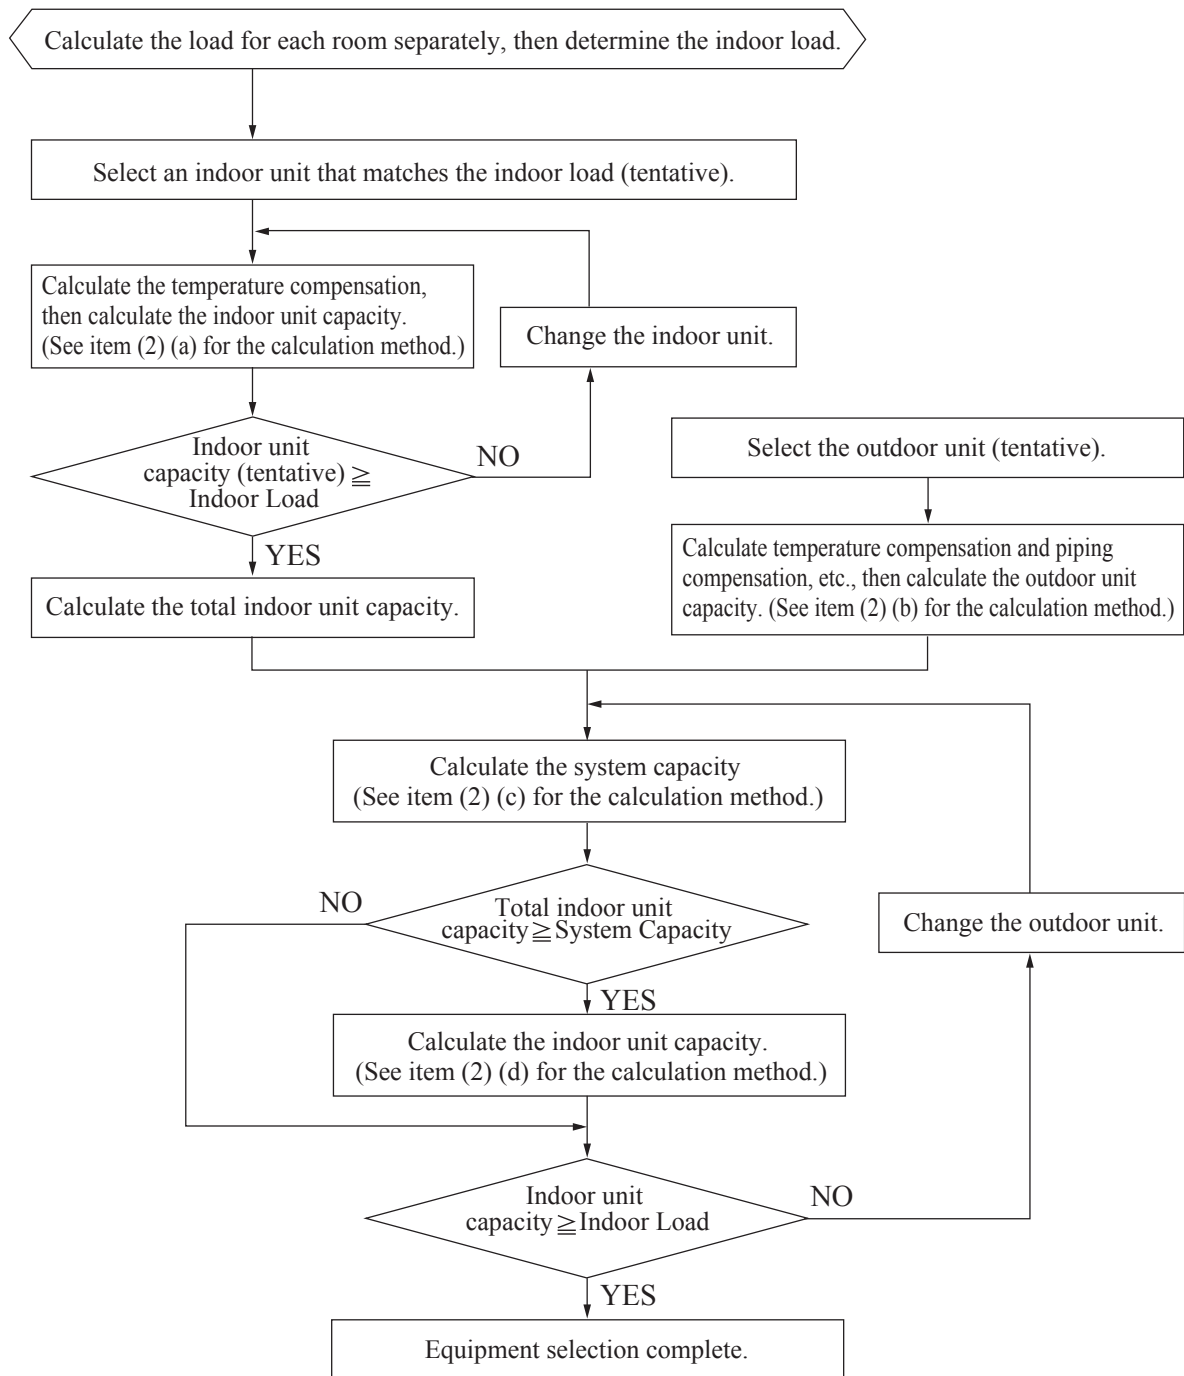 Calculate the load for each room separately, then determine the indoor load.
Select an indoor unit that matches the indoor load (tentative).
Calculate the temperature compensation,
then calculate the indoor unit capacity.
(See item (2) (a) for the calculation method.)
Change the indoor unit.
Indoor unit
capacity (tentative) ≧
Indoor Load
NO
YES
Calculate the total indoor unit capacity.
Select the outdoor unit (tentative).
Calculate temperature compensation and piping
compensation, etc., then calculate the outdoor unit
capacity. (See item (2) (b) for the calculation method.)
Calculate the system capacity
(See item (2) (c) for the calculation method.)
NO
Total indoor unit
capacity≧System Capacity
Change the outdoor unit.
YES
Calculate the indoor unit capacity.
(See item (2) (d) for the calculation method.)
Indoor unit
capacity≧Indoor Load
NO
YES
Equipment selection complete.